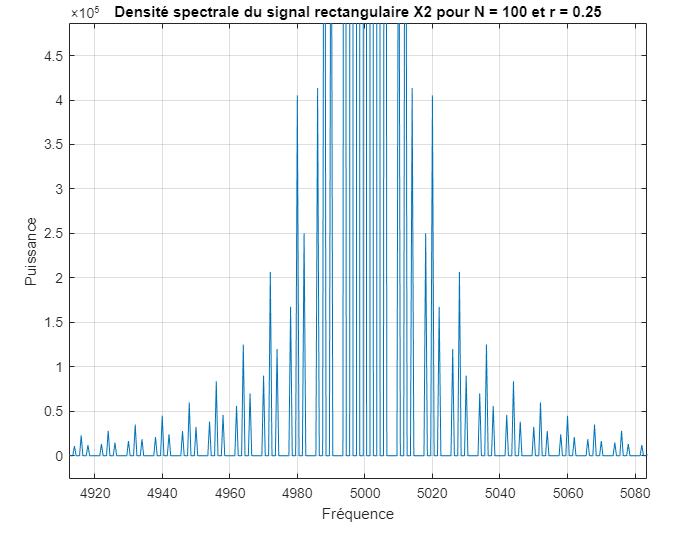 ×10⁵
Densité spectrale du signal rectangulaire X2 pour N = 100 et r = 0.25
4.5
4
3.5
3
2.5
2
1.5
1
0.5
0
Puissance
4920 4940 4960 4980 5000 5020 5040 5060 5080
Fréquence